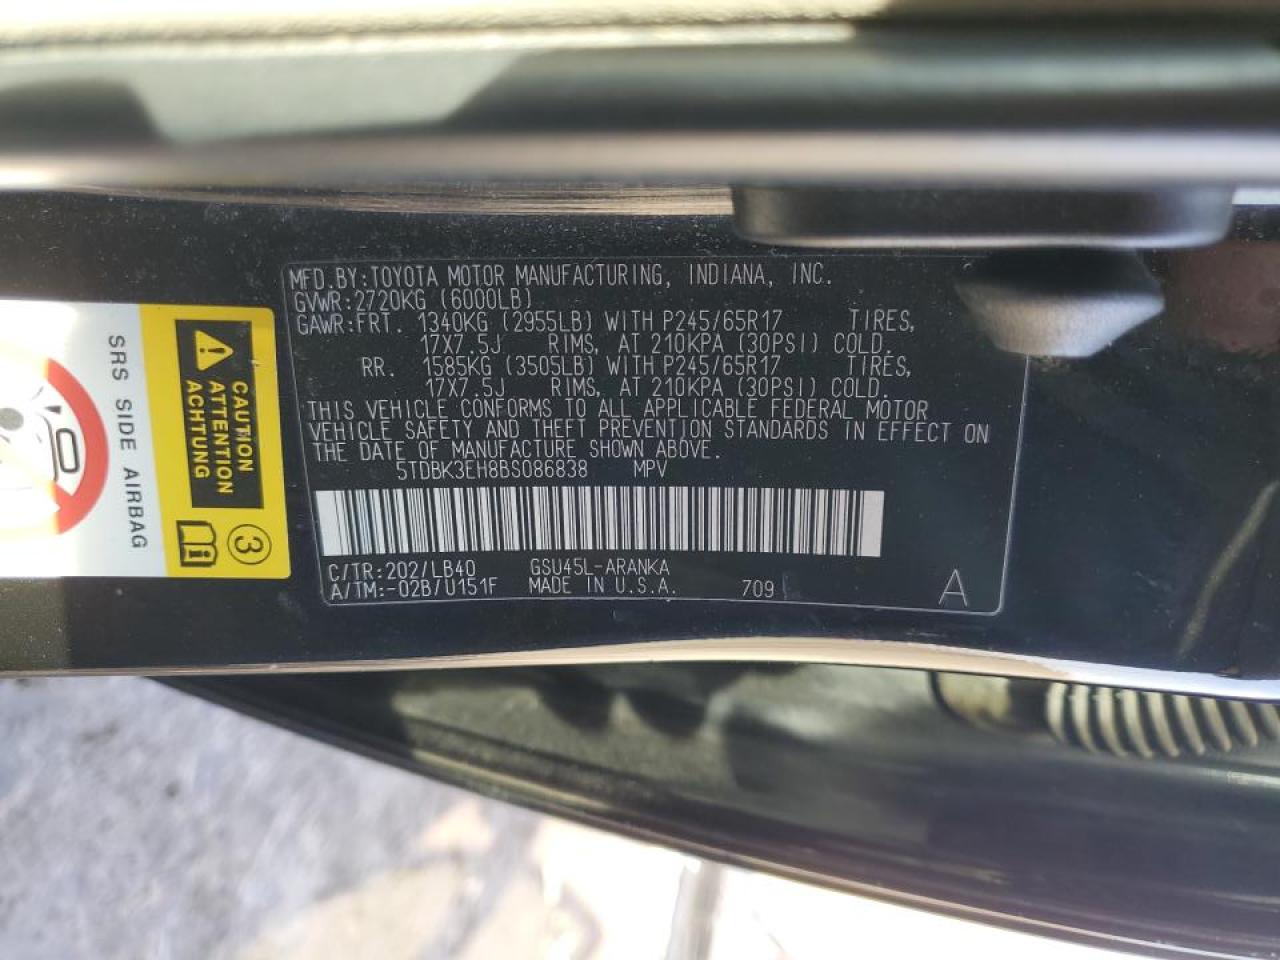 MFD.BY:TOYOTA MOTOR MANUFACTURING, INDIANA, INC.
GVWR:2720KG (6000LB)
GAWR:FRT. 1340KG (2955LB) WITH P245/65R17 TIRES,
17X7.5J RIMS, AT 210KPA (30PSI) COLD.
RR. 1585KG (3505LB) WITH P245/65R17 TIRES,
17X7.5J RIMS, AT 210KPA (30PSI) COLD.
THIS VEHICLE CONFORMS TO ALL APPLICABLE FEDERAL MOTOR
VEHICLE SAFETY AND THEFT PREVENTION STANDARDS IN EFFECT ON
THE DATE OF MANUFACTURE SHOWN ABOVE.
5TDBK3EH8BS086838 MPV
C/TR:202/LB40 GSU45L-ARANKA
A/TM:-02B/U151F MADE IN U.S.A. 709 A
SRS SIDE AIRBAG
CAUTION
ATTENTION
ACHTUNG
3